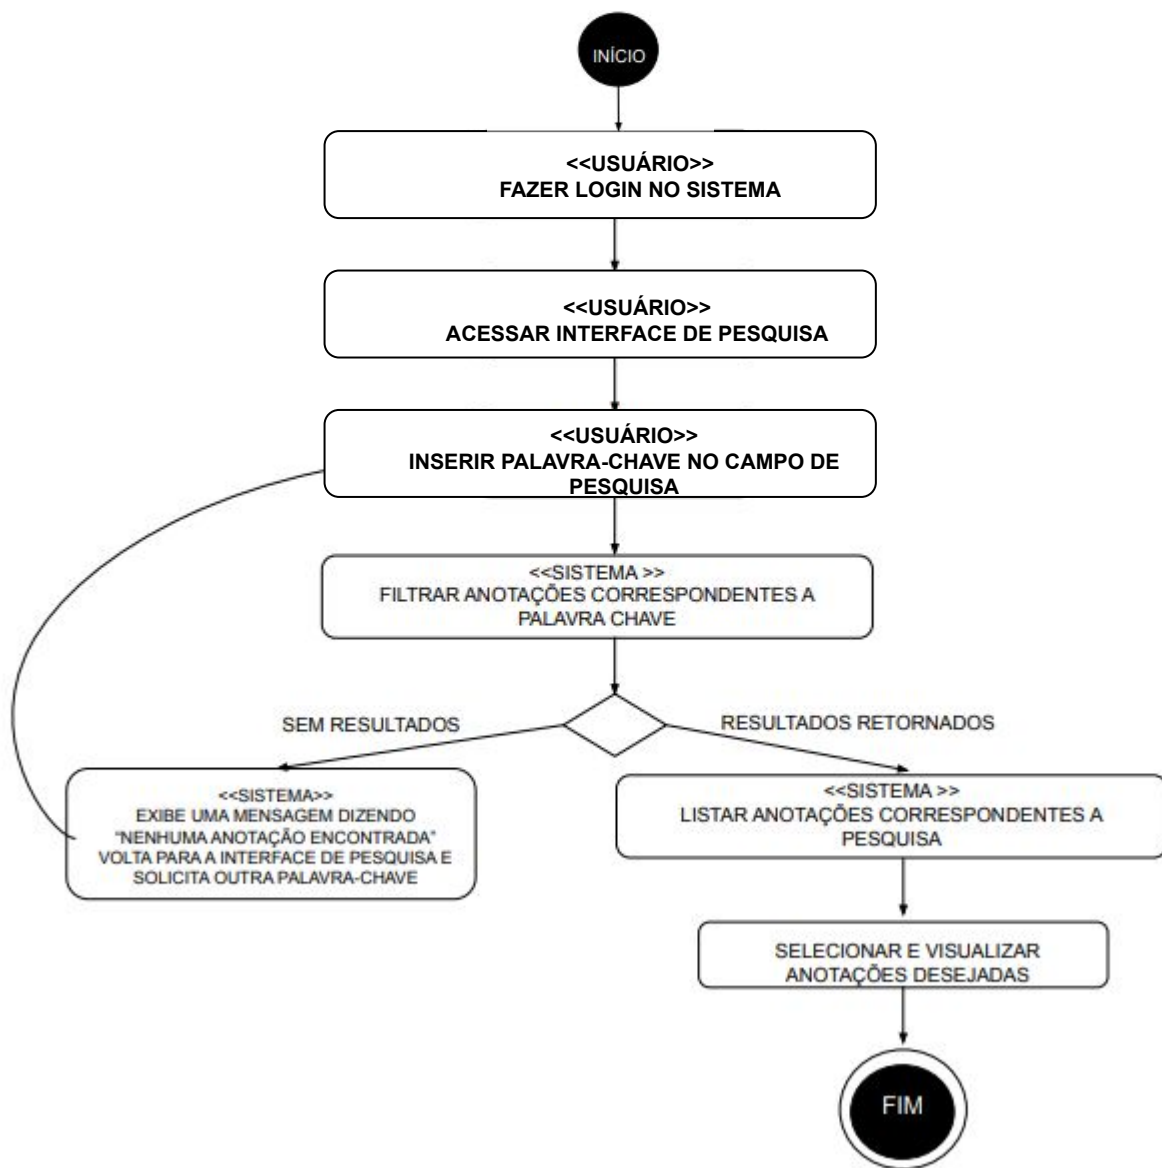 INÍCIO
<<USUÁRIO>>
FAZER LOGIN NO SISTEMA
<<USUÁRIO>>
ACESSAR INTERFACE DE PESQUISA
<<USUÁRIO>>
INSERIR PALAVRA-CHAVE NO CAMPO DE
PESQUISA
<<SISTEMA >>
FILTRAR ANOTAÇÕES CORRESPONDENTES A
PALAVRA CHAVE
SEM RESULTADOS
RESULTADOS RETORNADOS
<<SISTEMA>>
EXIBE UMA MENSAGEM DIZENDO
“NENHUMA ANOTAÇÃO ENCONTRADA”
VOLTA PARA A INTERFACE DE PESQUISA E
SOLICITA OUTRA PALAVRA-CHAVE
<<SISTEMA >>
LISTAR ANOTAÇÕES CORRESPONDENTES A
PESQUISA
SELECIONAR E VISUALIZAR
ANOTAÇÕES DESEJADAS
FIM